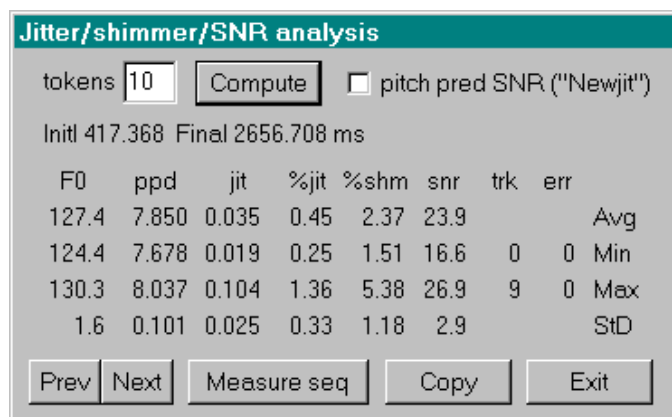 Jitter/shimmer/SNR analysis
tokens 10 Compute pitch pred SNR ("Newjit")
Initl 417.368 Final 2656.708 ms
F0 ppd jit %jit %shm snr trk err
127.4 7.850 0.035 0.45 2.37 23.9 Avg
124.4 7.678 0.019 0.25 1.51 16.6 0 0 Min
130.3 8.037 0.104 1.36 5.38 26.9 9 0 Max
1.6 0.101 0.025 0.33 1.18 2.9 StD
Prev Next Measure seq Copy Exit